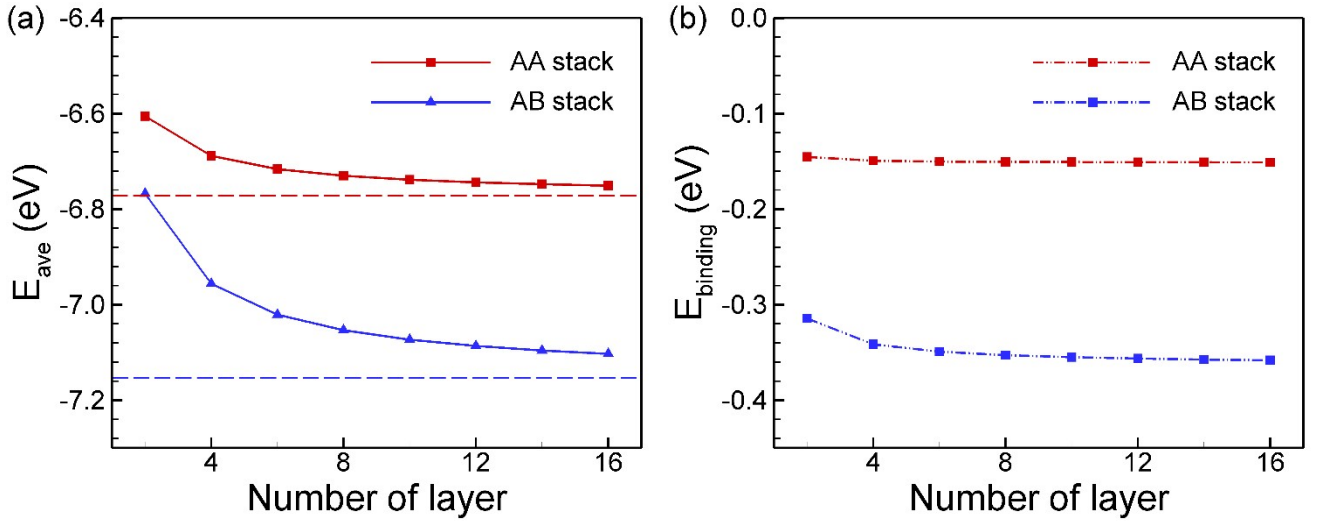 (a)
-6.4
-6.6
-6.8
-7.0
-7.2
E_ave (eV)
AA stack
AB stack
4 8 12 16
Number of layer
(b)
0.0
-0.1
-0.2
-0.3
-0.4
E_binding (eV)
AA stack
AB stack
4 8 12 16
Number of layer